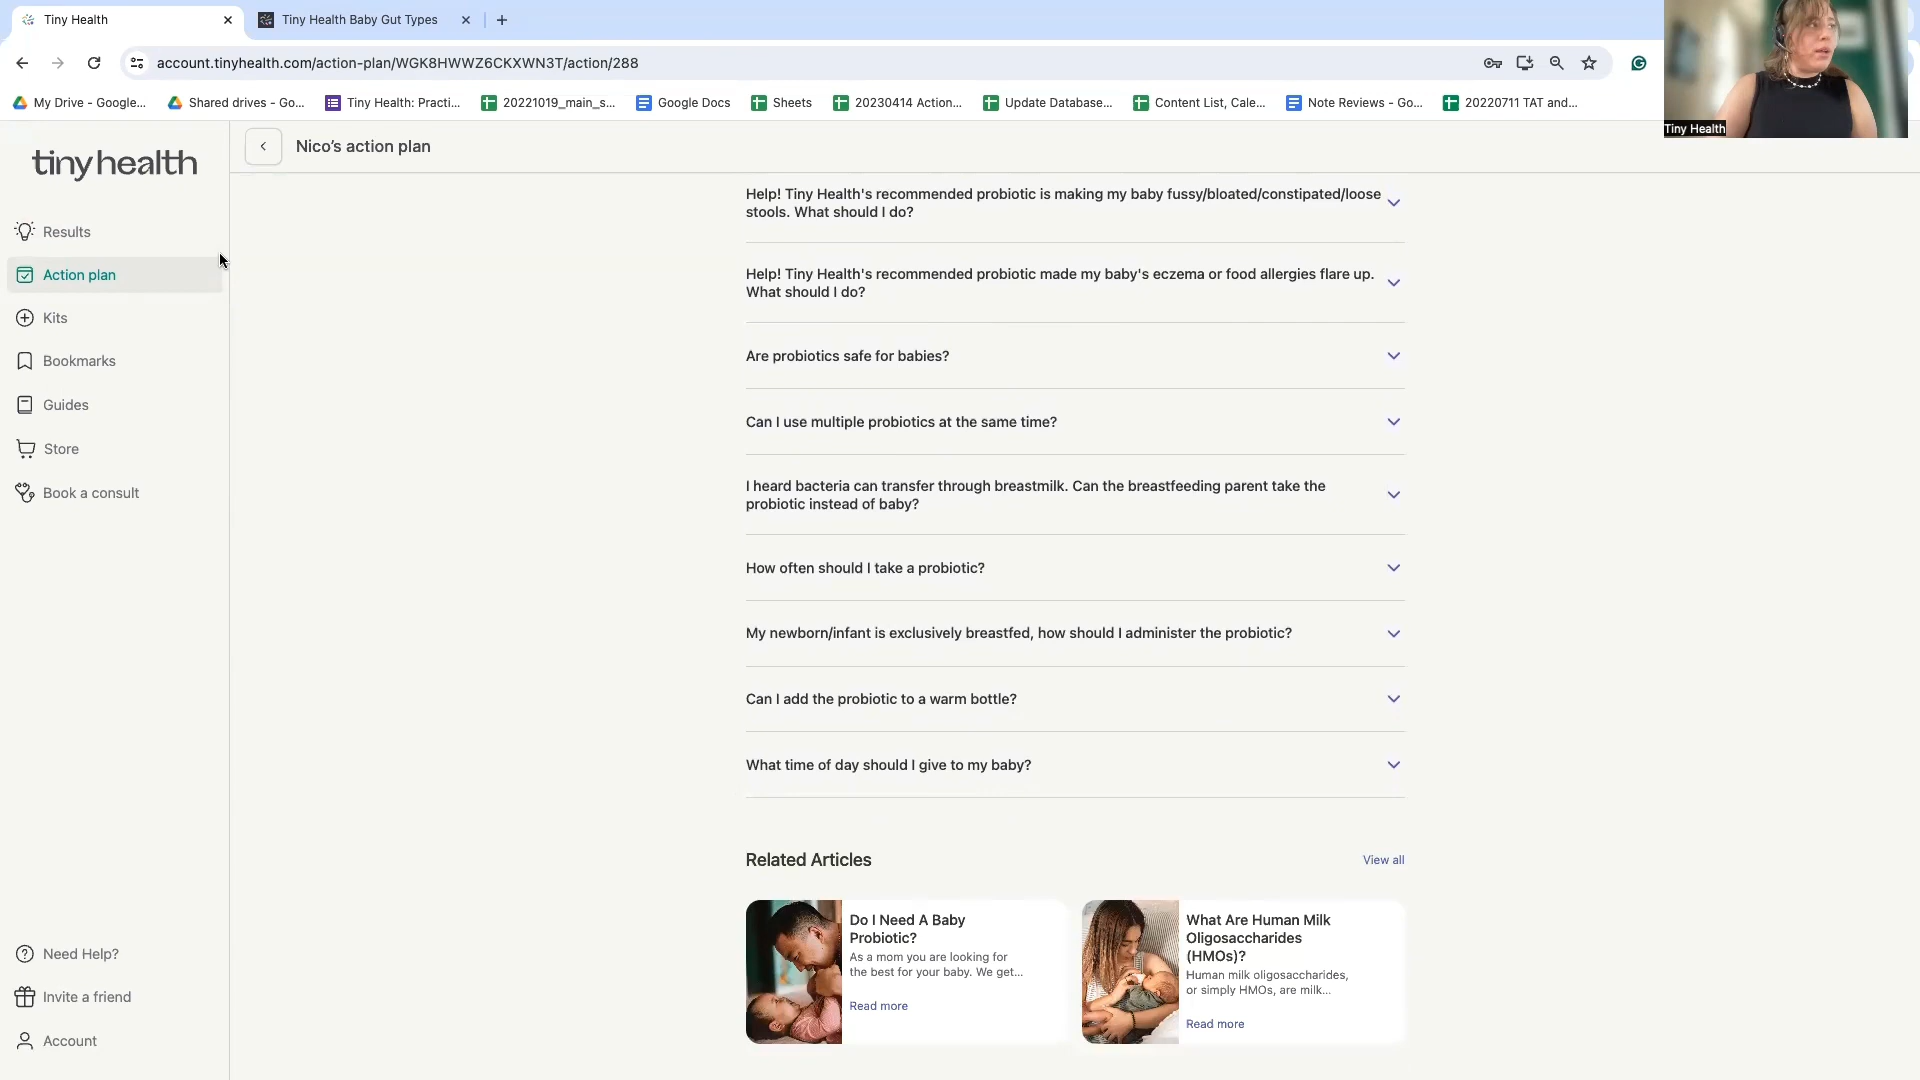 Tiny Health
Tiny Health Baby Gut Types
account.tinyhealth.com/action-plan/WGK8HWWZ6CKXWN3T/action/288
My Drive - Google...
Shared drives - Go...
Tiny Health: Practi...
20221019_main_s...
Google Docs
Sheets
20230414 Action...
Update Database...
Content List, Cale...
Note Reviews - Go...
20220711 TAT and...
Tiny Health
tiny health
Nico's action plan
Results
Action plan
Kits
Bookmarks
Guides
Store
Book a consult
Need Help?
Invite a friend
Account
Help! Tiny Health's recommended probiotic is making my baby fussy/bloated/constipated/loose
stools. What should I do?
Help! Tiny Health's recommended probiotic made my baby's eczema or food allergies flare up.
What should I do?
Are probiotics safe for babies?
Can I use multiple probiotics at the same time?
I heard bacteria can transfer through breastmilk. Can the breastfeeding parent take the
probiotic instead of baby?
How often should I take a probiotic?
My newborn/infant is exclusively breastfed, how should I administer the probiotic?
Can I add the probiotic to a warm bottle?
What time of day should I give to my baby?
Related Articles
View all
Do I Need A Baby
Probiotic?
As a mom you are looking for
the best for your baby. We get...
Read more
What Are Human Milk
Oligosaccharides
(HMOs)?
Human milk oligosaccharides,
or simply HMOs, are milk...
Read more